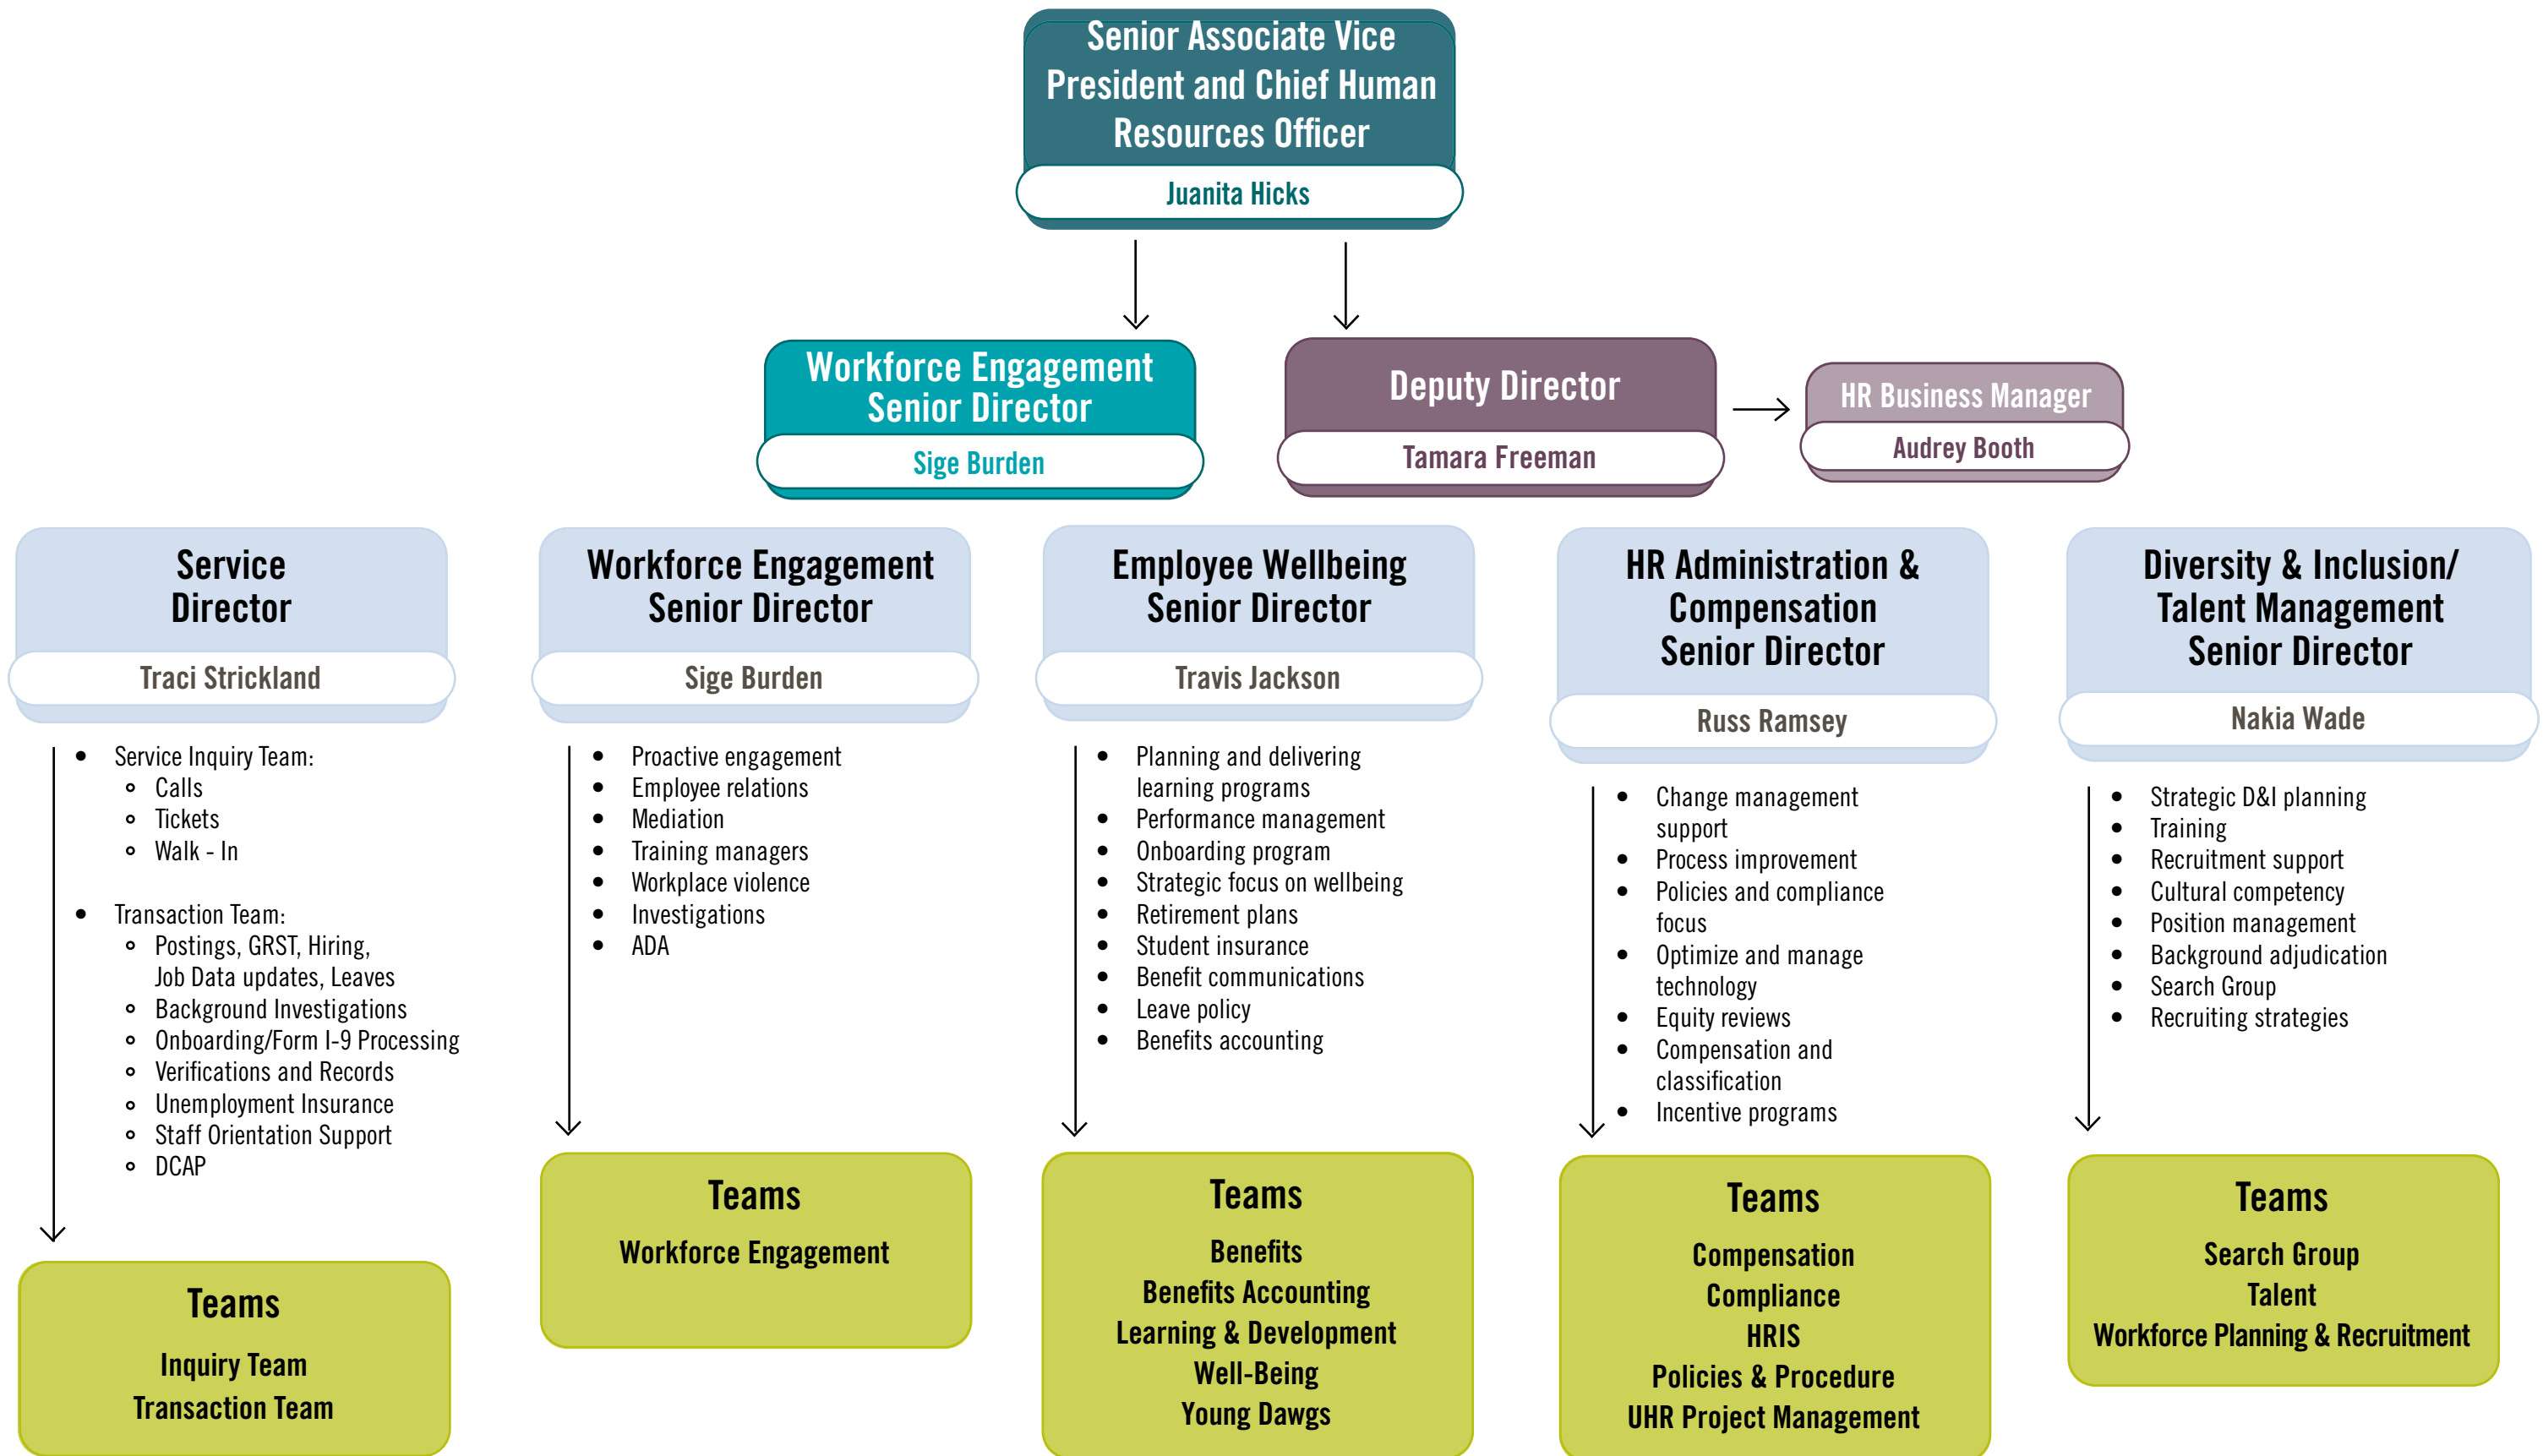 Senior Associate Vice
President and Chief Human
Resources Officer
Juanita Hicks
Workforce Engagement
Senior Director
Sige Burden
Deputy Director
Tamara Freeman
HR Business Manager
Audrey Booth
Service
Director
Traci Strickland
• Service Inquiry Team:
Calls
Tickets
Walk - In
• Transaction Team:
Postings, GRST, Hiring,
Job Data updates, Leaves
Background Investigations
Onboarding/Form I-9 Processing
Verifications and Records
Unemployment Insurance
Staff Orientation Support
DCAP
Teams
Inquiry Team
Transaction Team
Workforce Engagement
Senior Director
Sige Burden
• Proactive engagement
• Employee relations
• Mediation
• Training managers
• Workplace violence
• Investigations
• ADA
Teams
Workforce Engagement
Employee Wellbeing
Senior Director
Travis Jackson
• Planning and delivering
learning programs
• Performance management
• Onboarding program
• Strategic focus on wellbeing
• Retirement plans
• Student insurance
• Benefit communications
• Leave policy
• Benefits accounting
Teams
Benefits
Benefits Accounting
Learning & Development
Well-Being
Young Dawgs
HR Administration &
Compensation
Senior Director
Russ Ramsey
• Change management
support
• Process improvement
• Policies and compliance
focus
• Optimize and manage
technology
• Equity reviews
• Compensation and
classification
• Incentive programs
Teams
Compensation
Compliance
HRIS
Policies & Procedure
UHR Project Management
Diversity & Inclusion/
Talent Management
Senior Director
Nakia Wade
• Strategic D&I planning
• Training
• Recruitment support
• Cultural competency
• Position management
• Background adjudication
• Search Group
• Recruiting strategies
Teams
Search Group
Talent
Workforce Planning & Recruitment